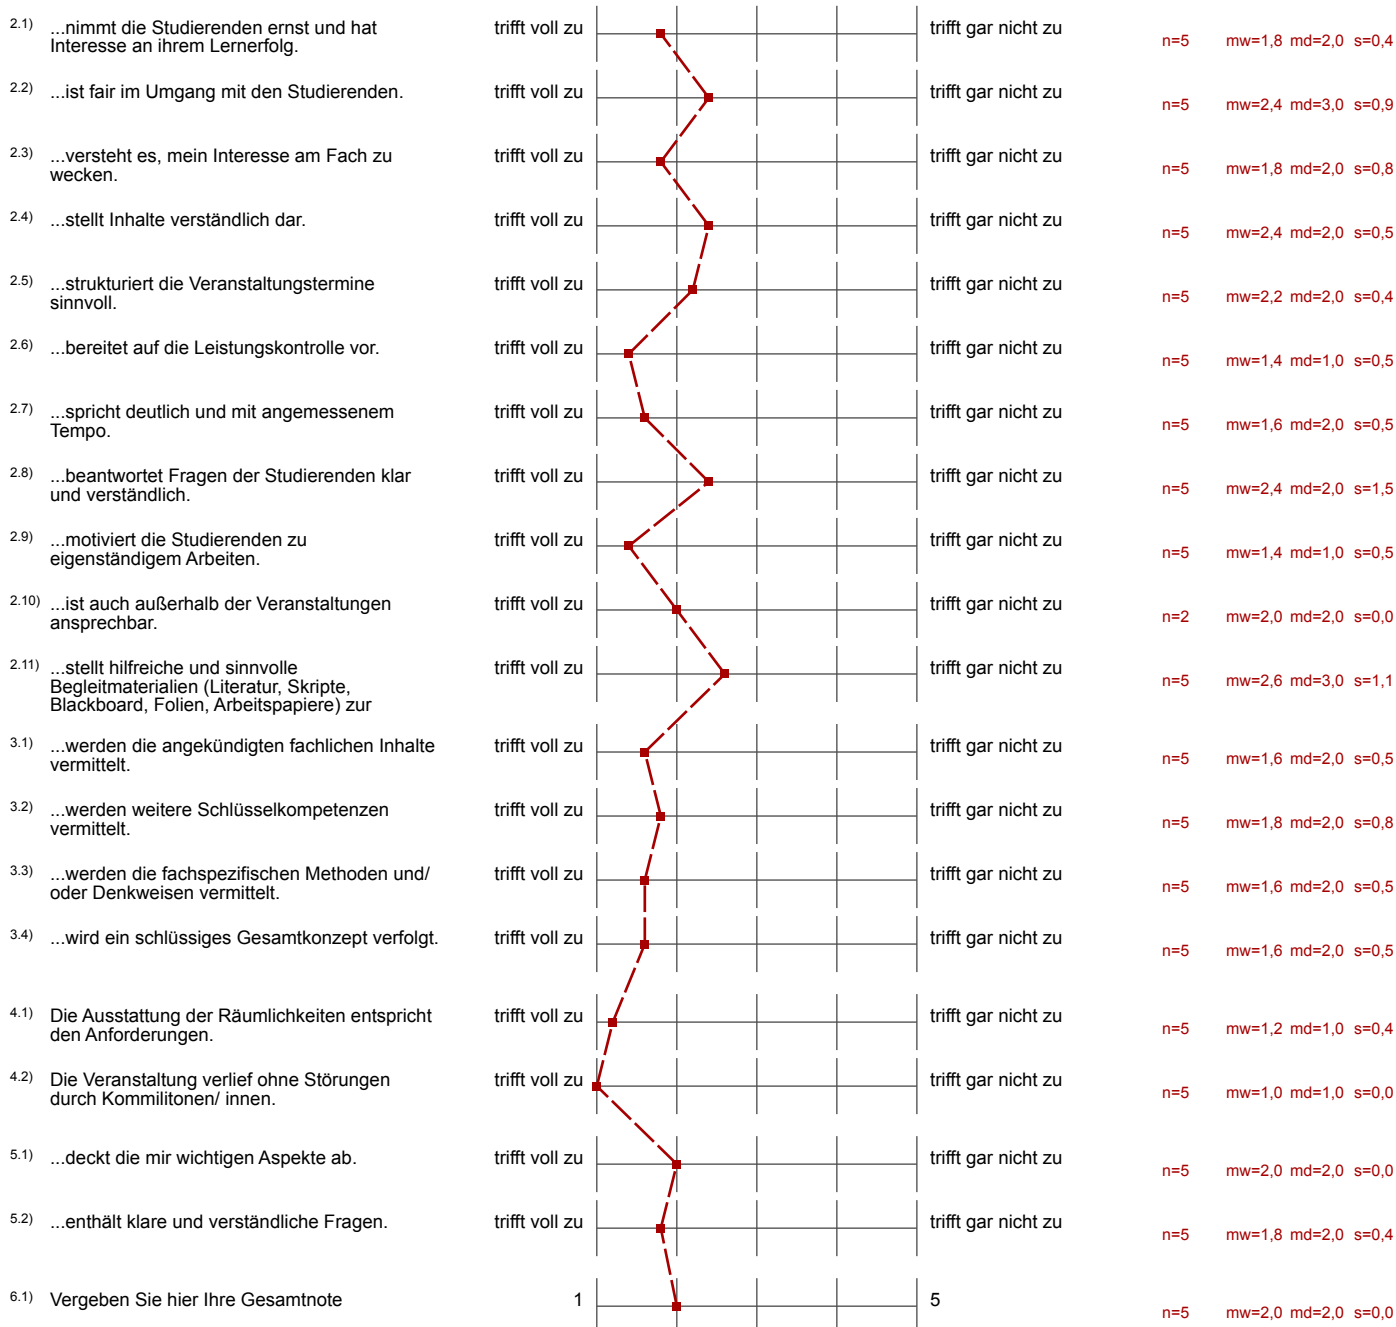 2.1) ...nimmt die Studierenden ernst und hat trifft voll zu trifft gar nicht zu
Interesse an ihrem Lernerfolg. n=5 mw=1,8 md=2,0 s=0,4
2.2) ...ist fair im Umgang mit den Studierenden. trifft voll zu trifft gar nicht zu
n=5 mw=2,4 md=3,0 s=0,9
2.3) ...versteht es, mein Interesse am Fach zu trifft voll zu trifft gar nicht zu
wecken. n=5 mw=1,8 md=2,0 s=0,8
2.4) ...stellt Inhalte verständlich dar. trifft voll zu trifft gar nicht zu
n=5 mw=2,4 md=2,0 s=0,5
2.5) ...strukturiert die Veranstaltungstermine trifft voll zu trifft gar nicht zu
sinnvoll. n=5 mw=2,2 md=2,0 s=0,4
2.6) ...bereitet auf die Leistungskontrolle vor. trifft voll zu trifft gar nicht zu
n=5 mw=1,4 md=1,0 s=0,5
2.7) ...spricht deutlich und mit angemessenem trifft voll zu trifft gar nicht zu
Tempo. n=5 mw=1,6 md=2,0 s=0,5
2.8) ...beantwortet Fragen der Studierenden klar trifft voll zu trifft gar nicht zu
und verständlich. n=5 mw=2,4 md=2,0 s=1,5
2.9) ...motiviert die Studierenden zu trifft voll zu trifft gar nicht zu
eigenständigem Arbeiten. n=5 mw=1,4 md=1,0 s=0,5
2.10) ...ist auch außerhalb der Veranstaltungen trifft voll zu trifft gar nicht zu
ansprechbar. n=2 mw=2,0 md=2,0 s=0,0
2.11) ...stellt hilfreiche und sinnvolle trifft voll zu trifft gar nicht zu
Begleitmaterialien (Literatur, Skripte, n=5 mw=2,6 md=3,0 s=1,1
Blackboard, Folien, Arbeitspapiere) zur
3.1) ...werden die angekündigten fachlichen Inhalte trifft voll zu trifft gar nicht zu
vermittelt. n=5 mw=1,6 md=2,0 s=0,5
3.2) ...werden weitere Schlüsselkompetenzen trifft voll zu trifft gar nicht zu
vermittelt. n=5 mw=1,8 md=2,0 s=0,8
3.3) ...werden die fachspezifischen Methoden und/ trifft voll zu trifft gar nicht zu
oder Denkweisen vermittelt. n=5 mw=1,6 md=2,0 s=0,5
3.4) ...wird ein schlüssiges Gesamtkonzept verfolgt. trifft voll zu trifft gar nicht zu
n=5 mw=1,6 md=2,0 s=0,5
4.1) Die Ausstattung der Räumlichkeiten entspricht trifft voll zu trifft gar nicht zu
den Anforderungen. n=5 mw=1,2 md=1,0 s=0,4
4.2) Die Veranstaltung verlief ohne Störungen trifft voll zu trifft gar nicht zu
durch Kommilitonen/ innen. n=5 mw=1,0 md=1,0 s=0,0
5.1) ...deckt die mir wichtigen Aspekte ab. trifft voll zu trifft gar nicht zu
n=5 mw=2,0 md=2,0 s=0,0
5.2) ...enthält klare und verständliche Fragen. trifft voll zu trifft gar nicht zu
n=5 mw=1,8 md=2,0 s=0,4
6.1) Vergeben Sie hier Ihre Gesamtnote 1 5
n=5 mw=2,0 md=2,0 s=0,0